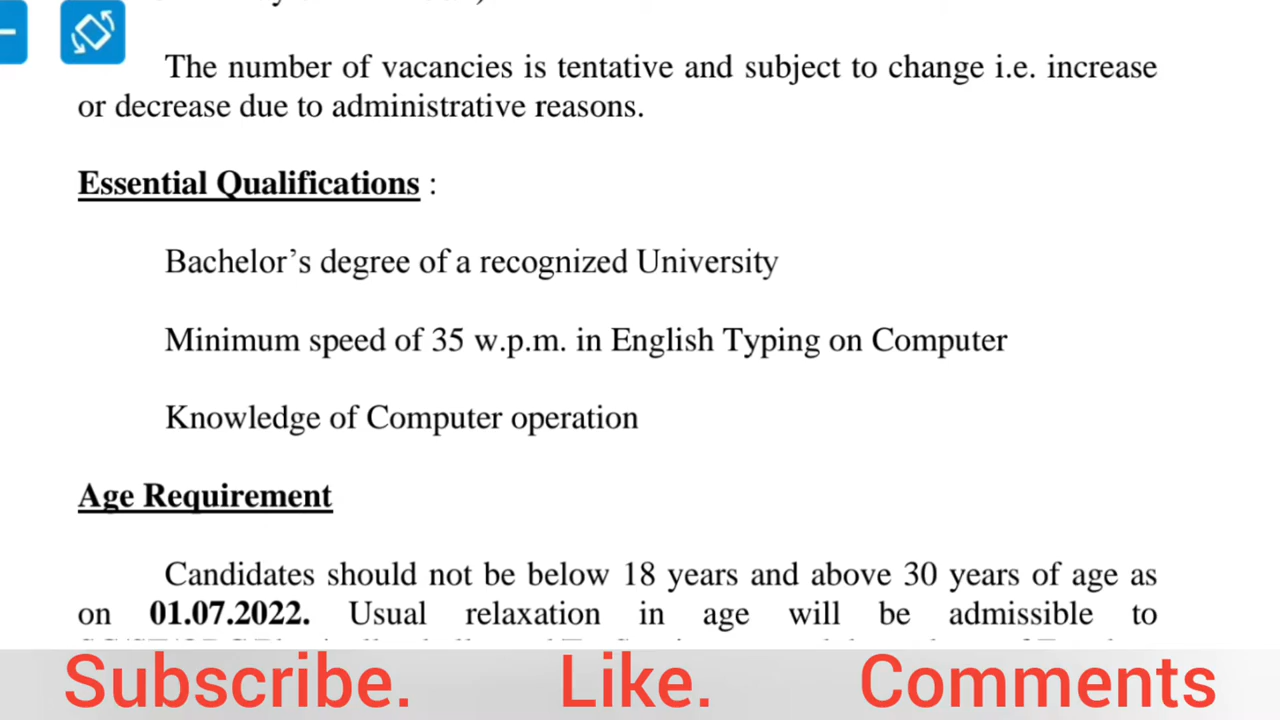 The number of vacancies is tentative and subject to change i.e. increase
or decrease due to administrative reasons.
Essential Qualifications :
Bachelor’s degree of a recognized University
Minimum speed of 35 w.p.m. in English Typing on Computer
Knowledge of Computer operation
Age Requirement
Candidates should not be below 18 years and above 30 years of age as
on 01.07.2022. Usual relaxation in age will be admissible to
Subscribe. Like. Comments